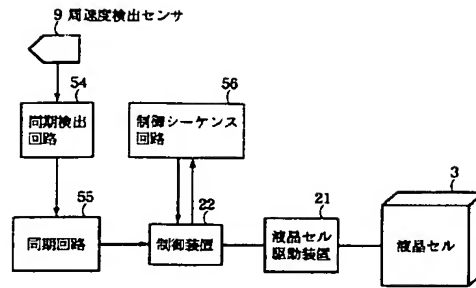 9 周速度検出センサ
54
同期検出
回路
56
制御シーケンス
回路
55
同期回路
22
制御装置
21
液晶セル
駆動装置
3
液晶セル